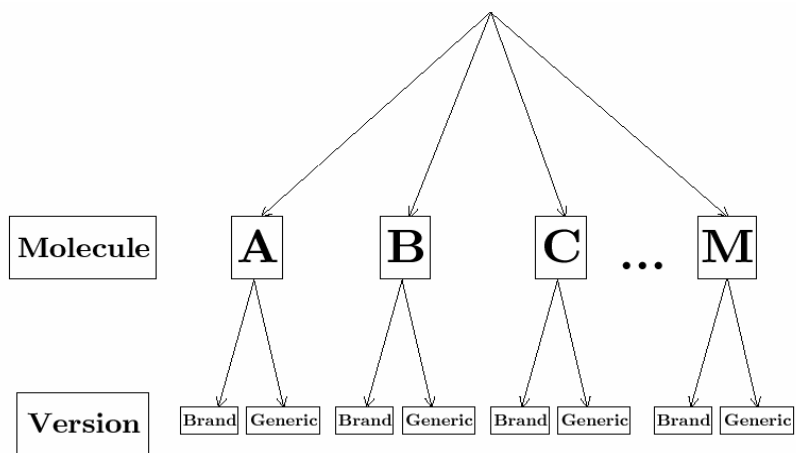 Molecule A B C ... M
Version Brand Generic Brand Generic Brand Generic Brand Generic